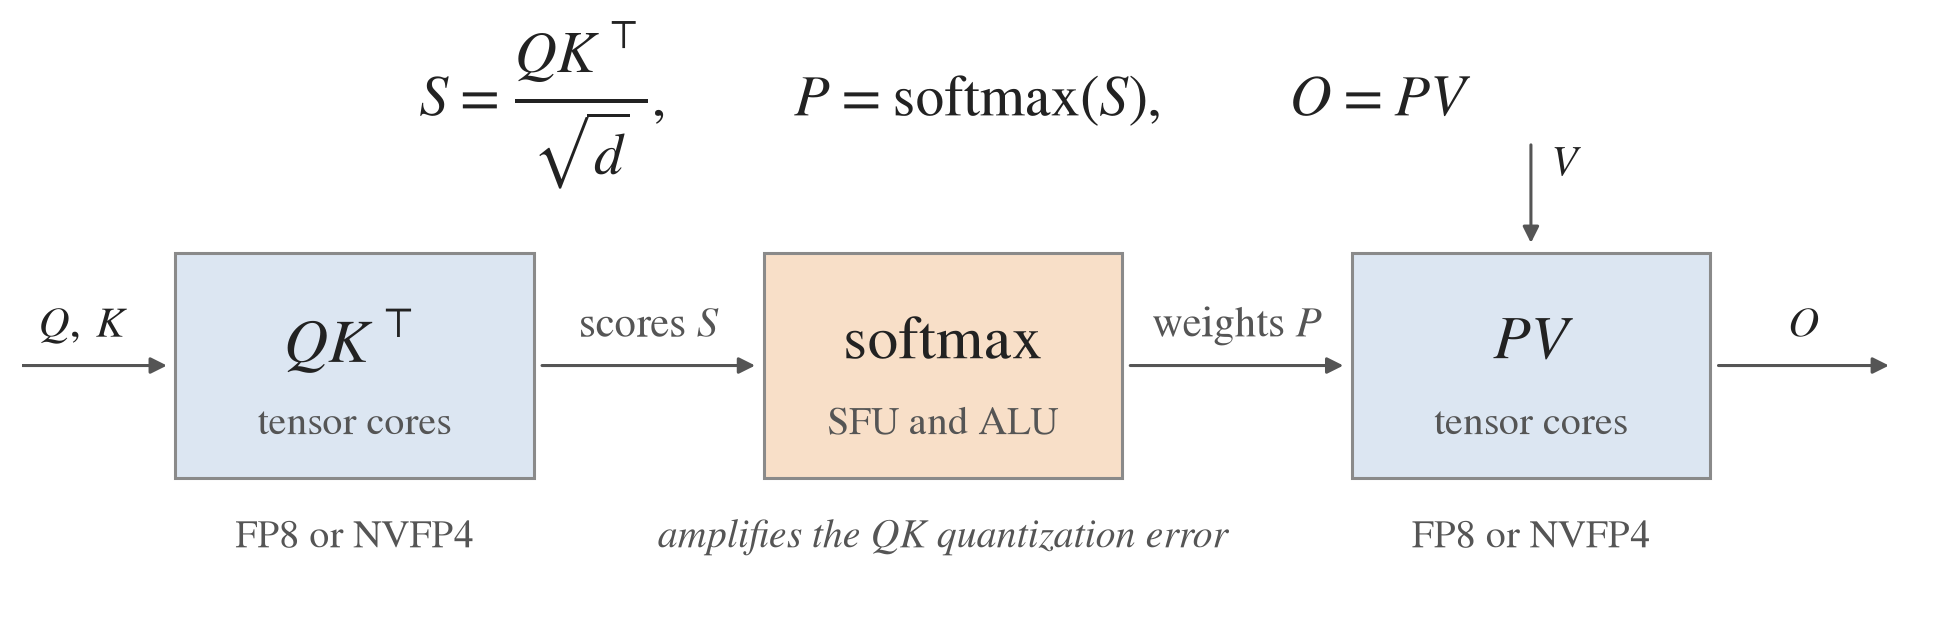 S = QK⊤ / √d, P = softmax(S), O = PV
V
Q, K
QK⊤
tensor cores
FP8 or NVFP4
scores S
softmax
SFU and ALU
amplifies the QK quantization error
weights P
PV
tensor cores
FP8 or NVFP4
O